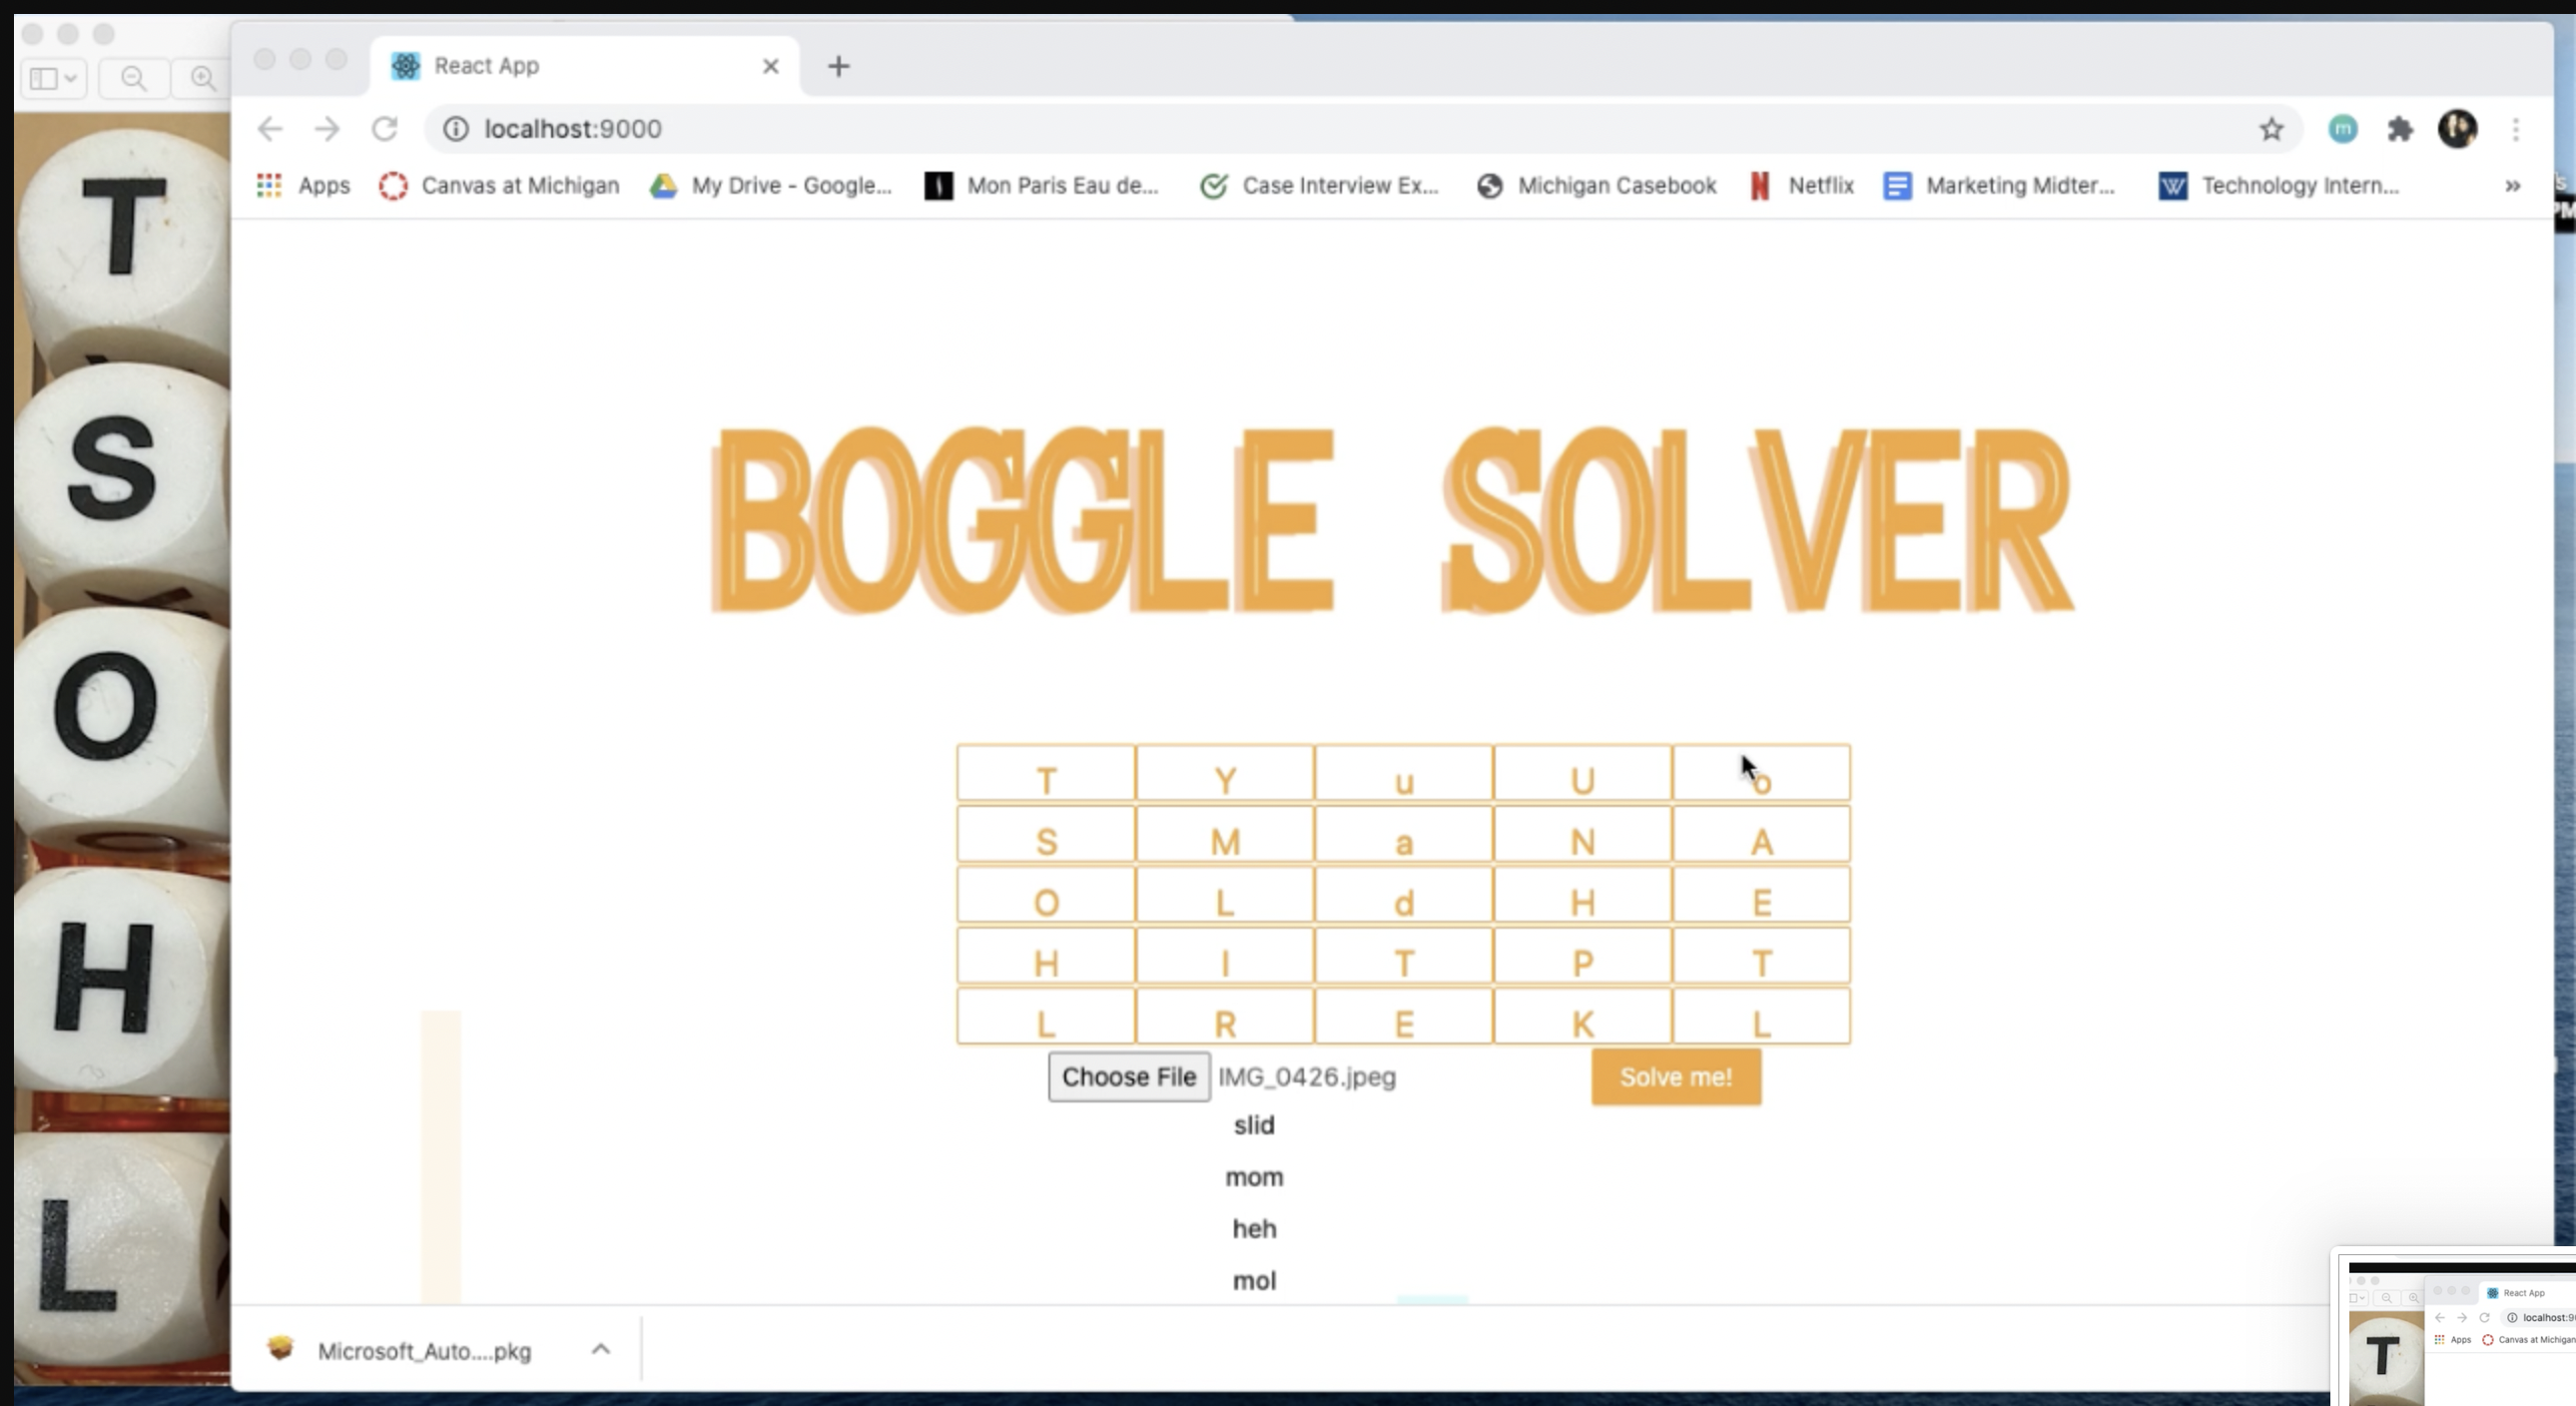 React App
localhost:9000
m
Apps Canvas at Michigan My Drive - Google... Mon Paris Eau de... Case Interview Ex... Michigan Casebook Netflix Marketing Midter... W Technology Intern... »
T
S
O
H
L
BOGGLE SOLVER
T Y u U o
S M a N A
O L d H E
H I T P T
L R E K L
Choose File IMG_0426.jpeg Solve me!
slid
mom
heh
mol
Microsoft_Auto....pkg
React App
localhost:9
Apps Canvas at Michigan
T